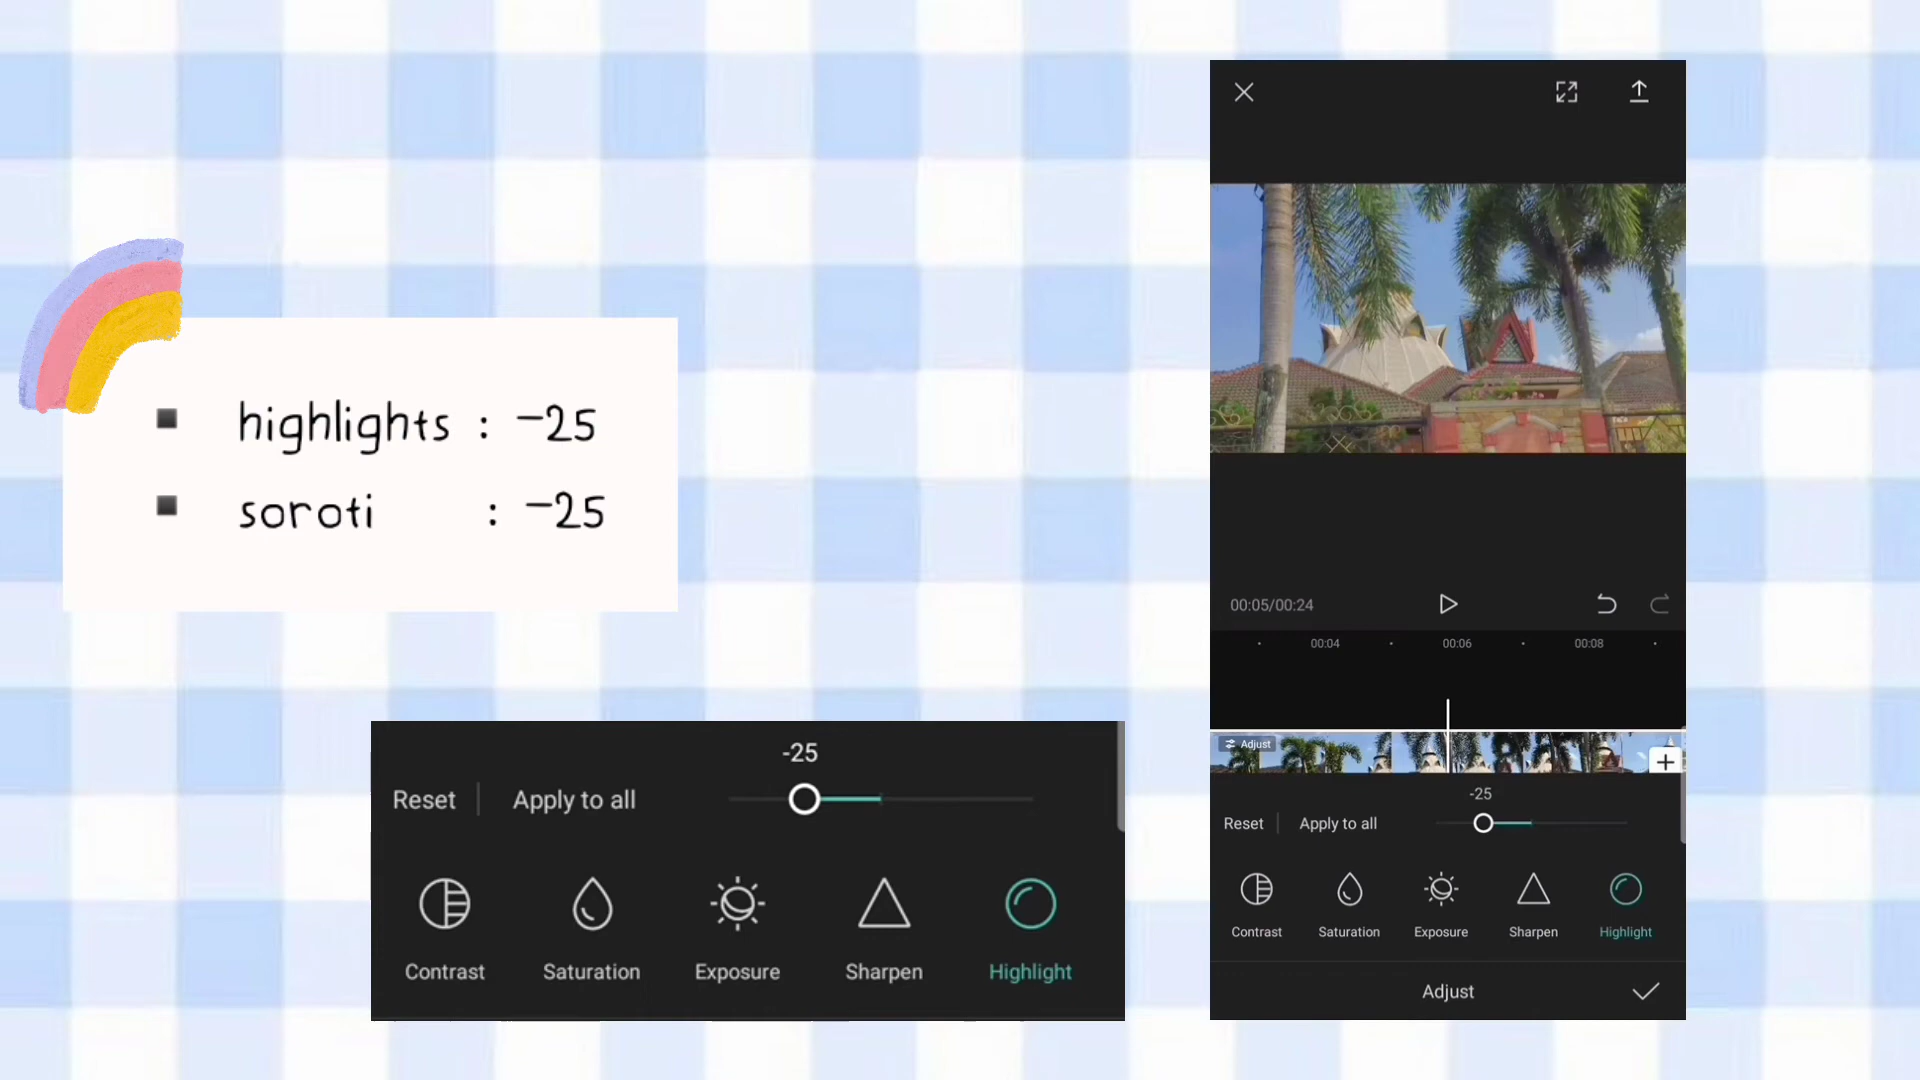 highlights : -25
soroti : -25
-25
Reset Apply to all
Contrast Saturation Exposure Sharpen Highlight
00:05/00:24
00:04 00:06 00:08
Adjust
-25
Reset Apply to all
Contrast Saturation Exposure Sharpen Highlight
Adjust